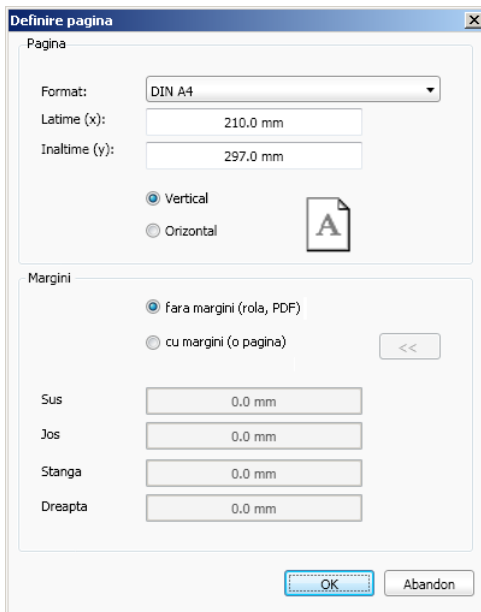 Definire pagina
Pagina
Format: DIN A4
Latime (x): 210.0 mm
Inaltime (y): 297.0 mm
Vertical
Orizontal
A
Margini
fara margini (rola, PDF)
cu margini (o pagina) <<
Sus 0.0 mm
Jos 0.0 mm
Stanga 0.0 mm
Dreapta 0.0 mm
OK Abandon